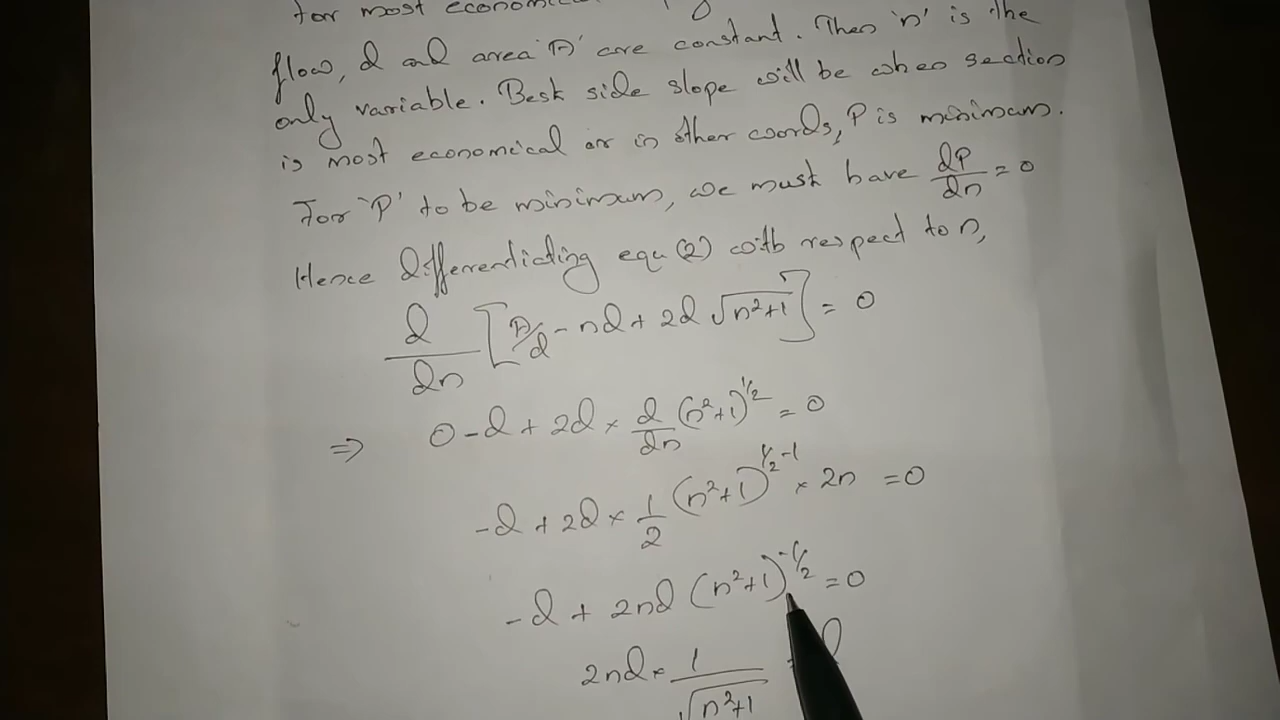 for most economical
flow, d and area 'A' are constant. Then 'n' is the
only variable. Best side slope will be when section
is most economical or in other words, P is minimum.
For 'P' to be minimum, we must have dP/dn = 0
Hence differentiating equ (2) with respect to n,
d/dn [A/d - nd + 2d √(n²+1)] = 0
⇒ 0 - d + 2d × d/dn (n²+1)^1/2 = 0
-d + 2d × 1/2 (n²+1)^1/2-1 × 2n = 0
-d + 2nd (n²+1)^-1/2 = 0
2nd × 1/√(n²+1) = d